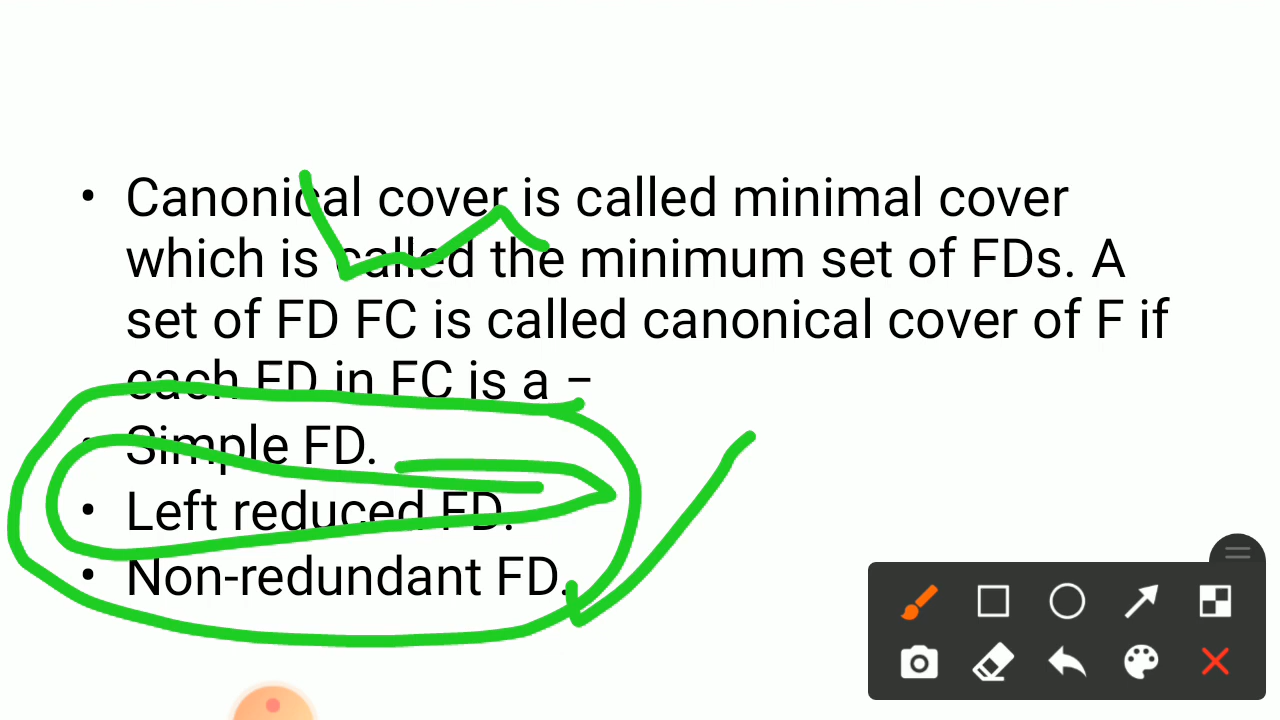 • Canonical cover is called minimal cover
which is called the minimum set of FDs. A
set of FD FC is called canonical cover of F if
each FD in FC is a –
• Simple FD.
• Left reduced FD.
• Non-redundant FD.